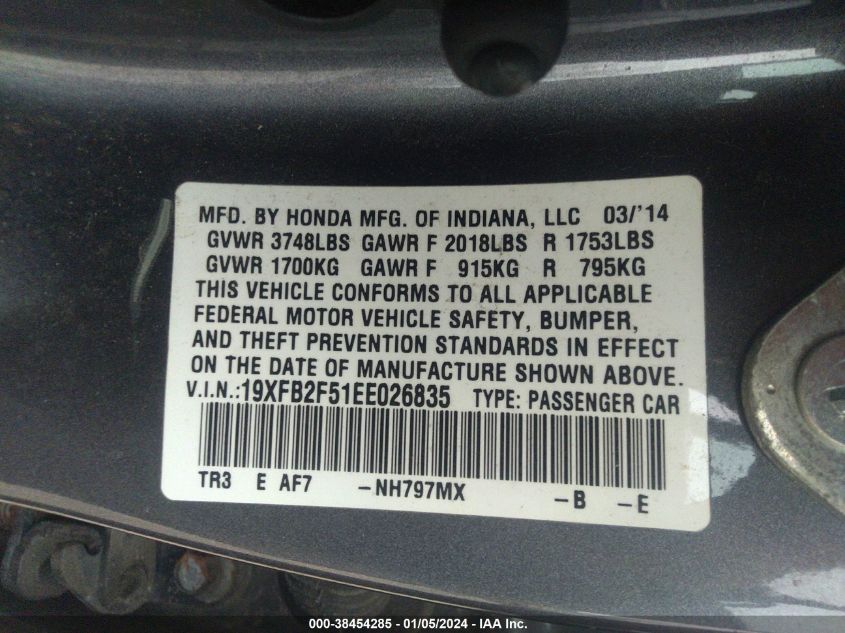 MFD. BY HONDA MFG. OF INDIANA, LLC 03/'14
GVWR 3748LBS GAWR F 2018LBS R 1753LBS
GVWR 1700KG GAWR F 915KG R 795KG
THIS VEHICLE CONFORMS TO ALL APPLICABLE
FEDERAL MOTOR VEHICLE SAFETY, BUMPER,
AND THEFT PREVENTION STANDARDS IN EFFECT
ON THE DATE OF MANUFACTURE SHOWN ABOVE.
V.I.N.:19XFB2F51EE026835 TYPE: PASSENGER CAR
TR3 E AF7 -NH797MX -B -E
000-38454285 - 01/05/2024 - IAA Inc.